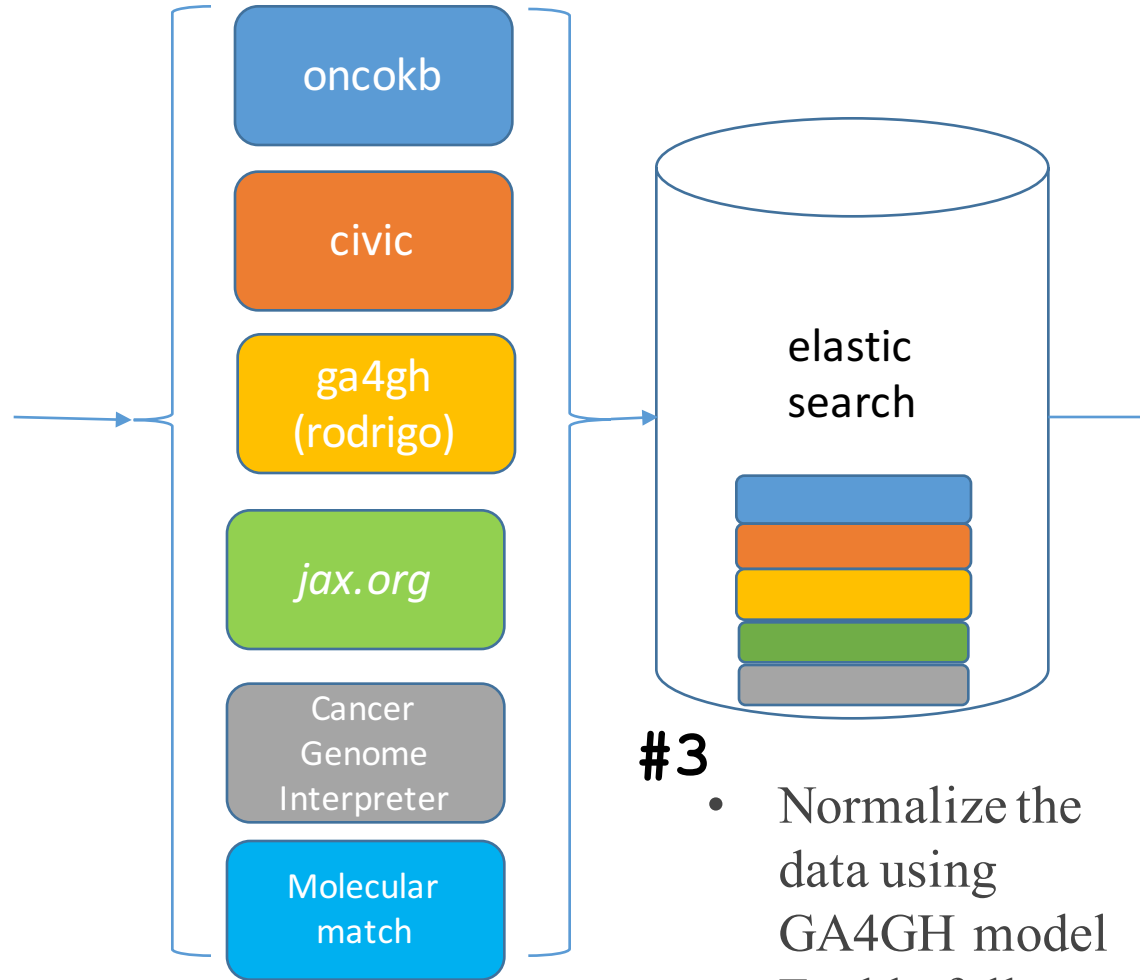 oncokb
civic
ga4gh
(rodrigo)
jax.org
Cancer
Genome
Interpreter
Molecular
match
elastic
search
#3
• Normalize the
data using
GA4GH model